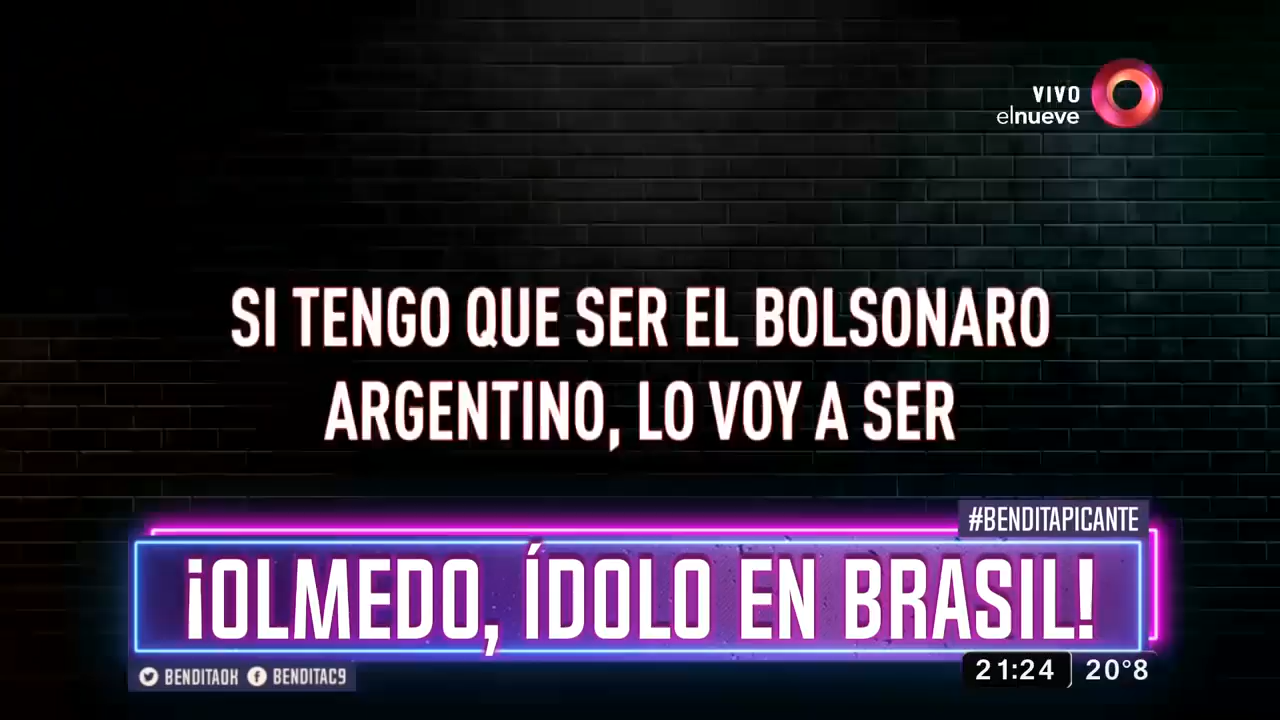 VIVO
elnueve
SI TENGO QUE SER EL BOLSONARO
ARGENTINO, LO VOY A SER
#BENDITAPICANTE
¡OLMEDO, ÍDOLO EN BRASIL!
BENDITAOK BENDITAC9
21:24 20°8